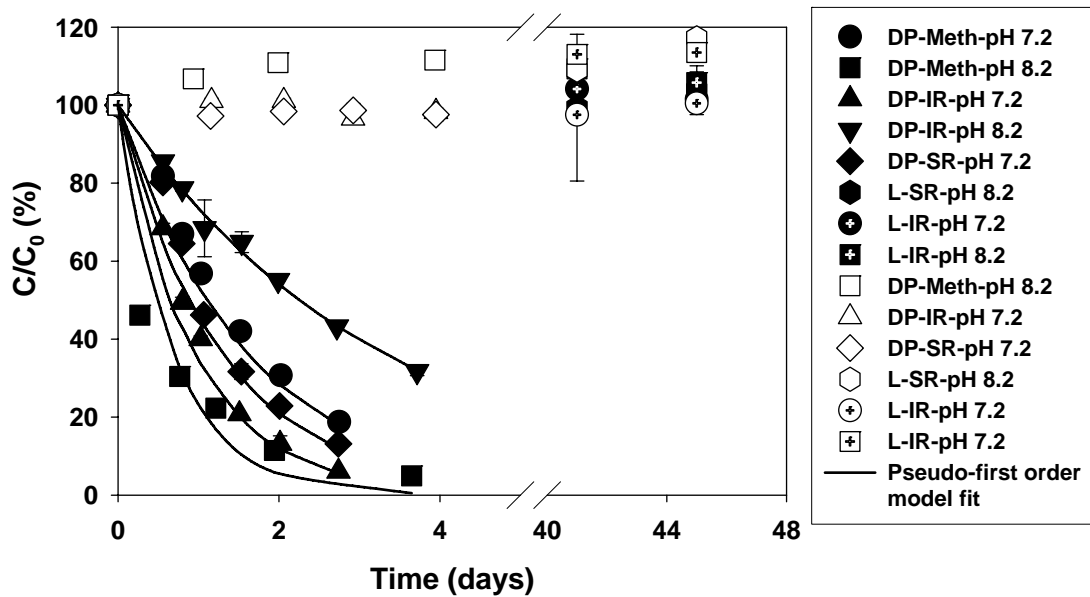 120
100
80
60
40
20
0
C/C0 (%)
0 2 4 40 44 48
Time (days)
DP-Meth-pH 7.2
DP-Meth-pH 8.2
DP-IR-pH 7.2
DP-IR-pH 8.2
DP-SR-pH 7.2
L-SR-pH 8.2
L-IR-pH 7.2
L-IR-pH 8.2
DP-Meth-pH 8.2
DP-IR-pH 7.2
DP-SR-pH 7.2
L-SR-pH 8.2
L-IR-pH 7.2
L-IR-pH 7.2
Pseudo-first order
model fit